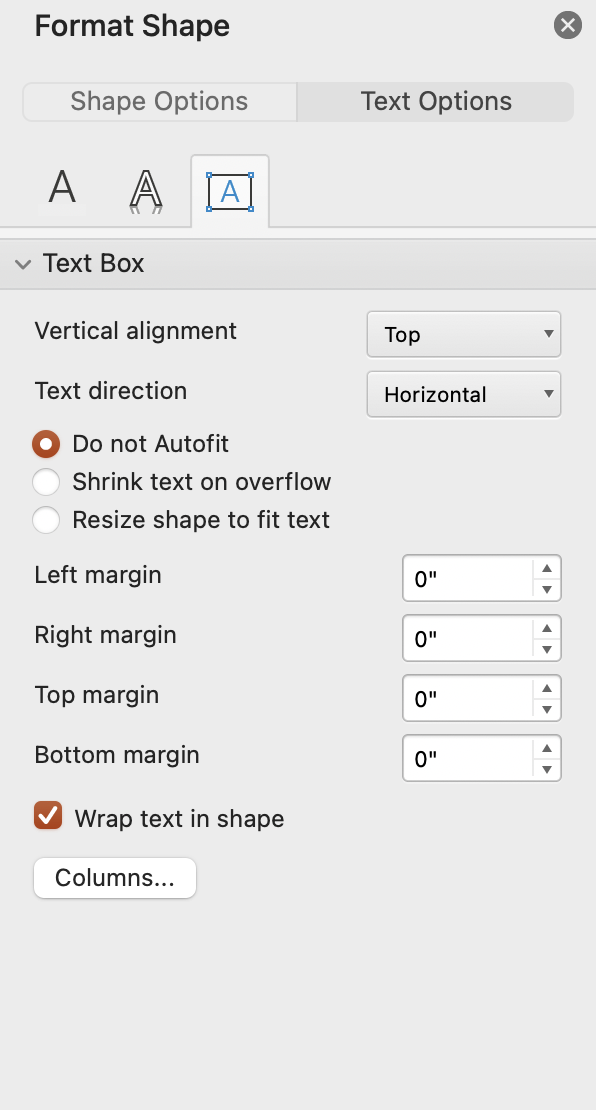 Format Shape
Shape Options Text Options
A A A
Text Box
Vertical alignment Top
Text direction Horizontal
Do not Autofit
Shrink text on overflow
Resize shape to fit text
Left margin 0"
Right margin 0"
Top margin 0"
Bottom margin 0"
Wrap text in shape
Columns...